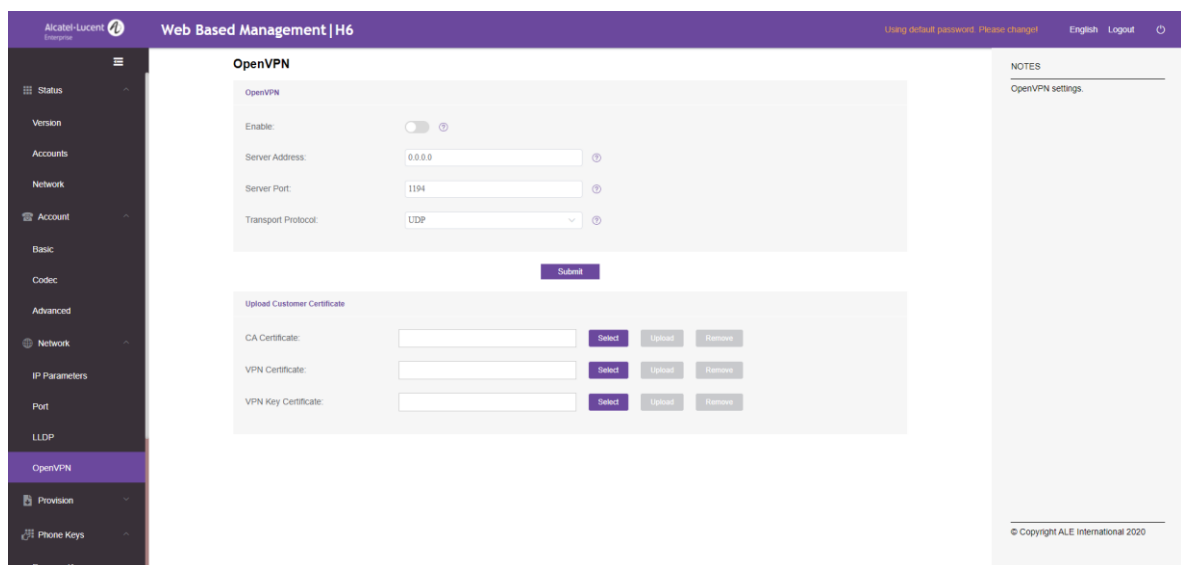 Alcatel-Lucent
Enterprise
Web Based Management | H6
Using default password. Please change!
English Logout
Status
Version
Accounts
Network
Account
Basic
Codec
Advanced
Network
IP Parameters
Port
LLDP
OpenVPN
Provision
Phone Keys
OpenVPN
OpenVPN
Enable:
Server Address: 0.0.0.0
Server Port: 1194
Transport Protocol: UDP
Submit
Upload Customer Certificate
CA Certificate: Select Upload Remove
VPN Certificate: Select Upload Remove
VPN Key Certificate: Select Upload Remove
NOTES
OpenVPN settings.
© Copyright ALE International 2020